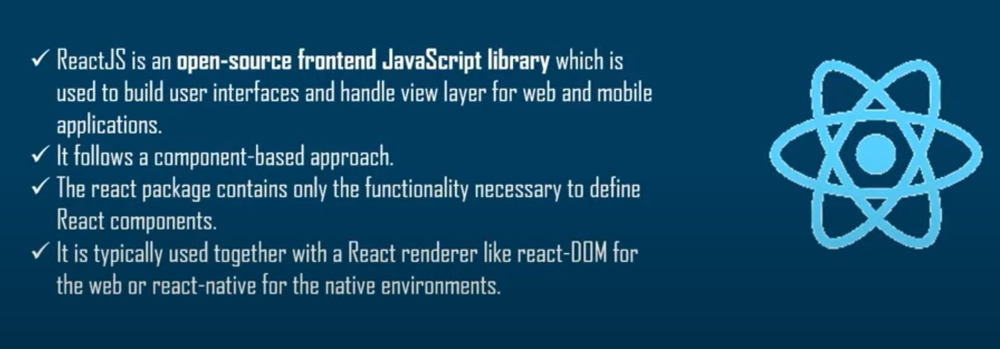 ✓ ReactJS is an open-source frontend JavaScript library which is
used to build user interfaces and handle view layer for web and mobile
applications.
✓ It follows a component-based approach.
✓ The react package contains only the functionality necessary to define
React components.
✓ It is typically used together with a React renderer like react-DOM for
the web or react-native for the native environments.